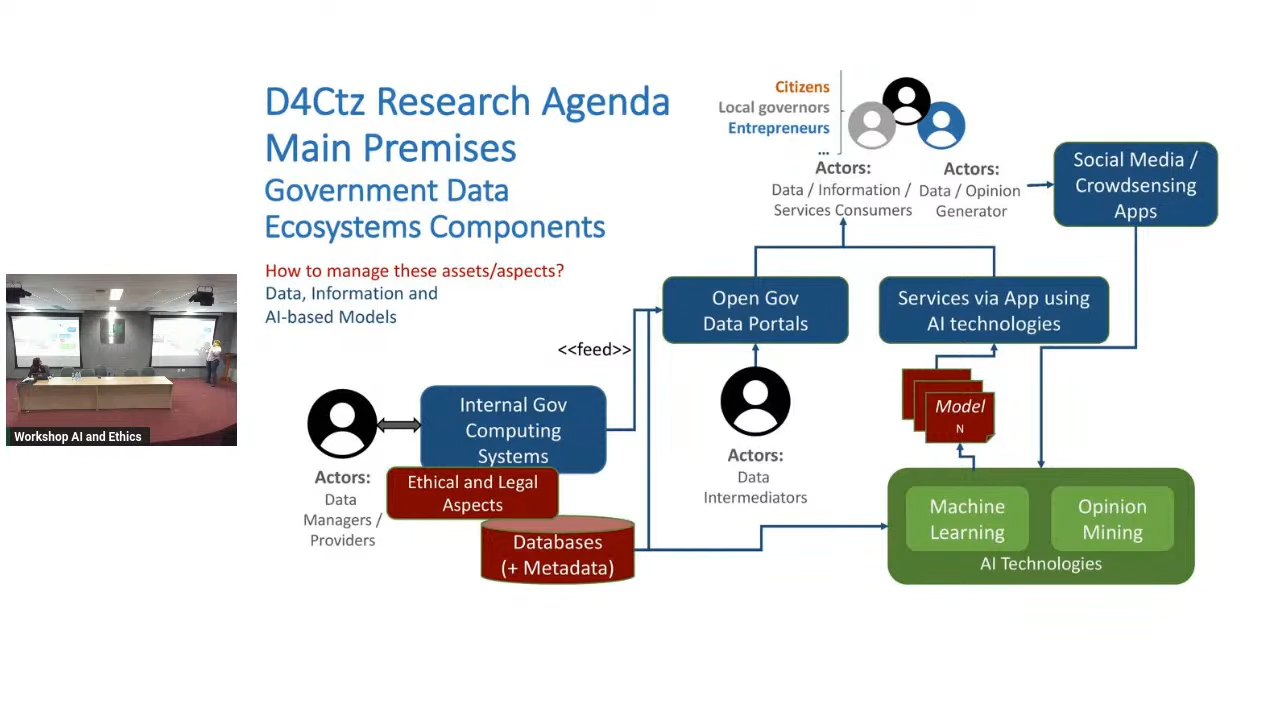 D4Ctz Research Agenda
Main Premises
Government Data
Ecosystems Components
How to manage these assets/aspects?
Data, Information and
AI-based Models
Citizens
Local governors
Entrepreneurs
...
Actors:
Data / Information /
Services Consumers
Actors:
Data / Opinion
Generator
Social Media /
Crowdsensing
Apps
Open Gov
Data Portals
Services via App using
AI technologies
<<feed>>
Internal Gov
Computing
Systems
Ethical and Legal
Aspects
Databases
(+ Metadata)
Actors:
Data
Managers /
Providers
Actors:
Data
Intermediators
Model
N
Machine
Learning
Opinion
Mining
AI Technologies
Workshop AI and Ethics